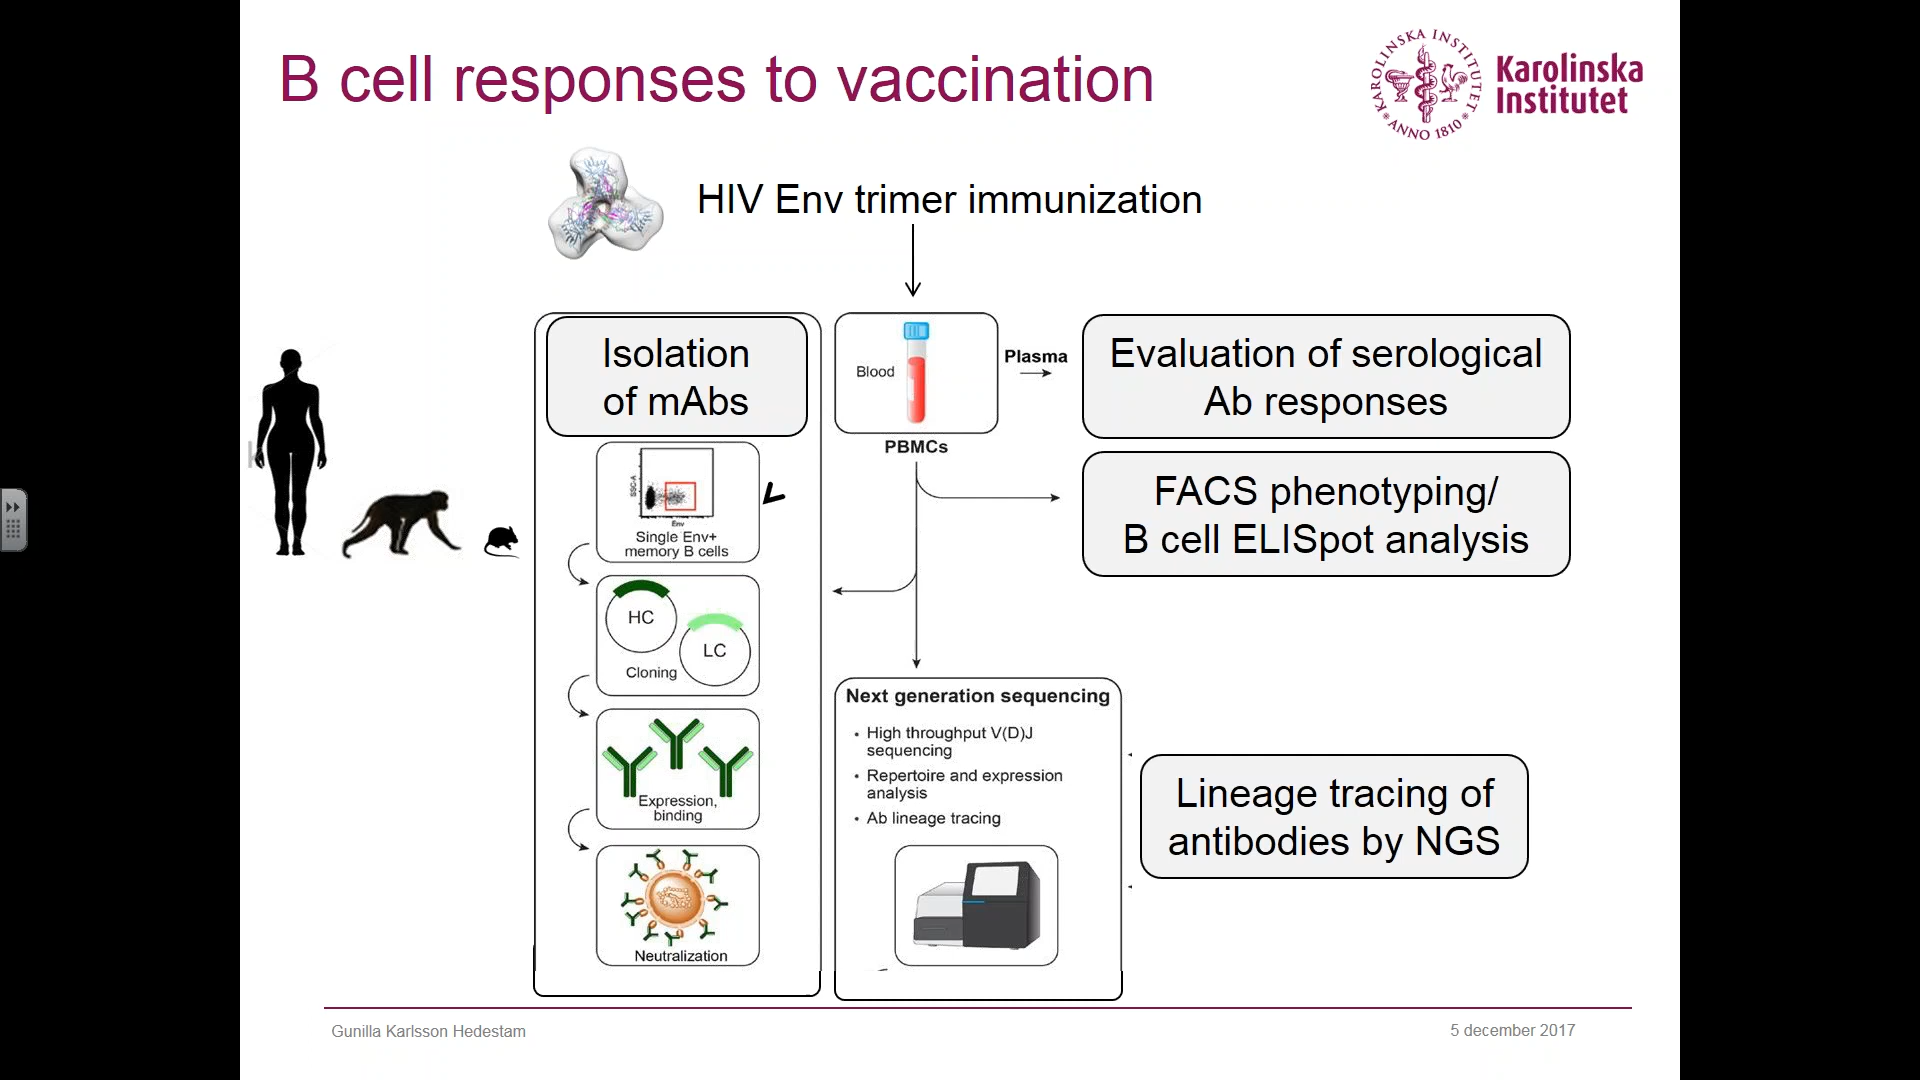 B cell responses to vaccination
KAROLINSKA INSTITUTET
ANNO 1810
Karolinska
Institutet
HIV Env trimer immunization
Isolation
of mAbs
SSC-A
Env
Single Env+
memory B cells
HC
LC
Cloning
Expression,
binding
Neutralization
Blood
Plasma
PBMCs
Evaluation of serological
Ab responses
FACS phenotyping/
B cell ELISpot analysis
Next generation sequencing
• High throughput V(D)J
sequencing
• Repertoire and expression
analysis
• Ab lineage tracing
Lineage tracing of
antibodies by NGS
Gunilla Karlsson Hedestam
5 december 2017